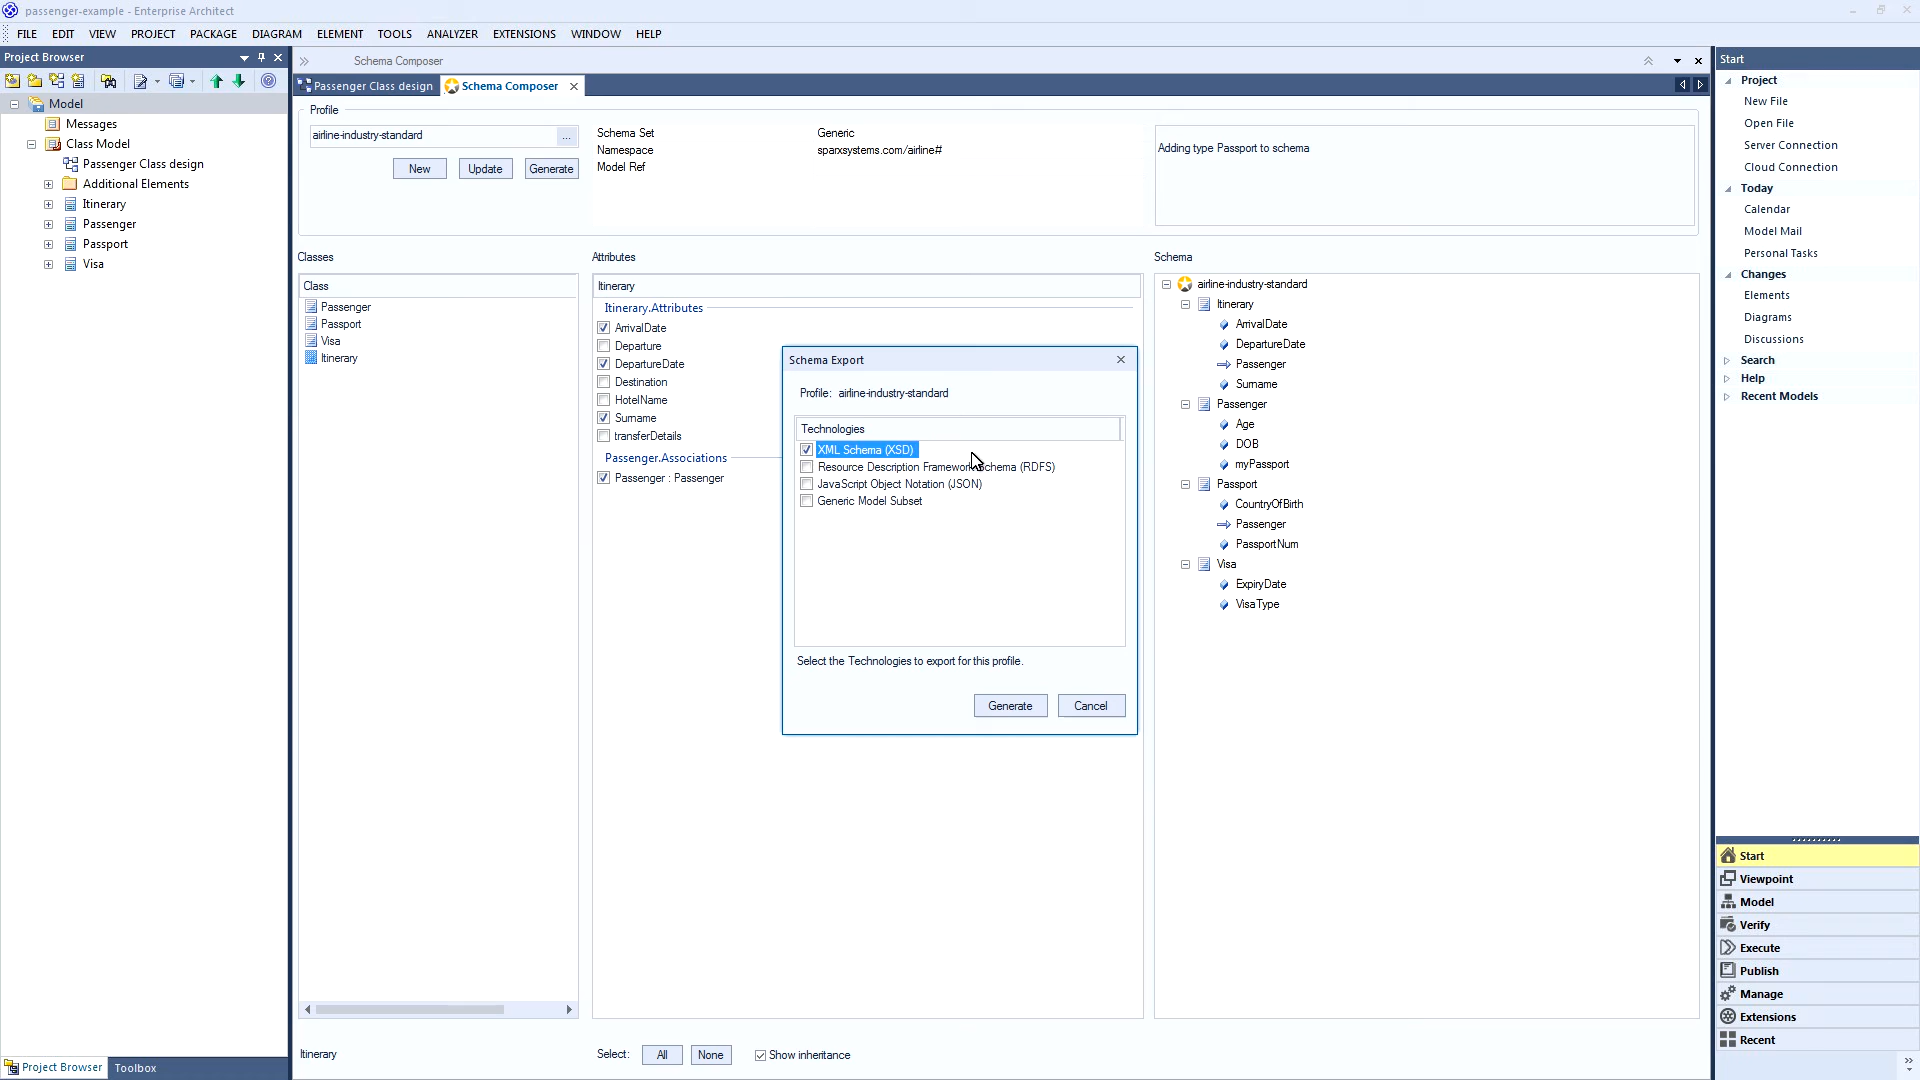 passenger-example - Enterprise Architect
FILE EDIT VIEW PROJECT PACKAGE DIAGRAM ELEMENT TOOLS ANALYZER EXTENSIONS WINDOW HELP
Project Browser
Model
Messages
Class Model
Passenger Class design
Additional Elements
Itinerary
Passenger
Passport
Visa
Project Browser
Toolbox
Schema Composer
Passenger Class design
Schema Composer
Profile
airline-industry-standard
...
New
Update
Generate
Schema Set Generic
Namespace sparxsystems.com/airline#
Model Ref
Adding type Passport to schema
Classes
Class
Passenger
Passport
Visa
Itinerary
Attributes
Itinerary
Itinerary.Attributes
ArrivalDate
Departure
DepartureDate
Destination
HotelName
Surname
transferDetails
Passenger.Associations
Passenger : Passenger
Schema Export
Profile: airline-industry-standard
Technologies
XML Schema (XSD)
Resource Description Framework Schema (RDFS)
JavaScript Object Notation (JSON)
Generic Model Subset
Select the Technologies to export for this profile.
Generate
Cancel
Schema
airline-industry-standard
Itinerary
ArrivalDate
DepartureDate
Passenger
Surname
Passenger
Age
DOB
myPassport
Passport
CountryOfBirth
Passenger
PassportNum
Visa
ExpiryDate
VisaType
Itinerary
Select:
All
None
Show inheritance
Start
Project
New File
Open File
Server Connection
Cloud Connection
Today
Calendar
Model Mail
Personal Tasks
Changes
Elements
Diagrams
Discussions
Search
Help
Recent Models
Start
Viewpoint
Model
Verify
Execute
Publish
Manage
Extensions
Recent